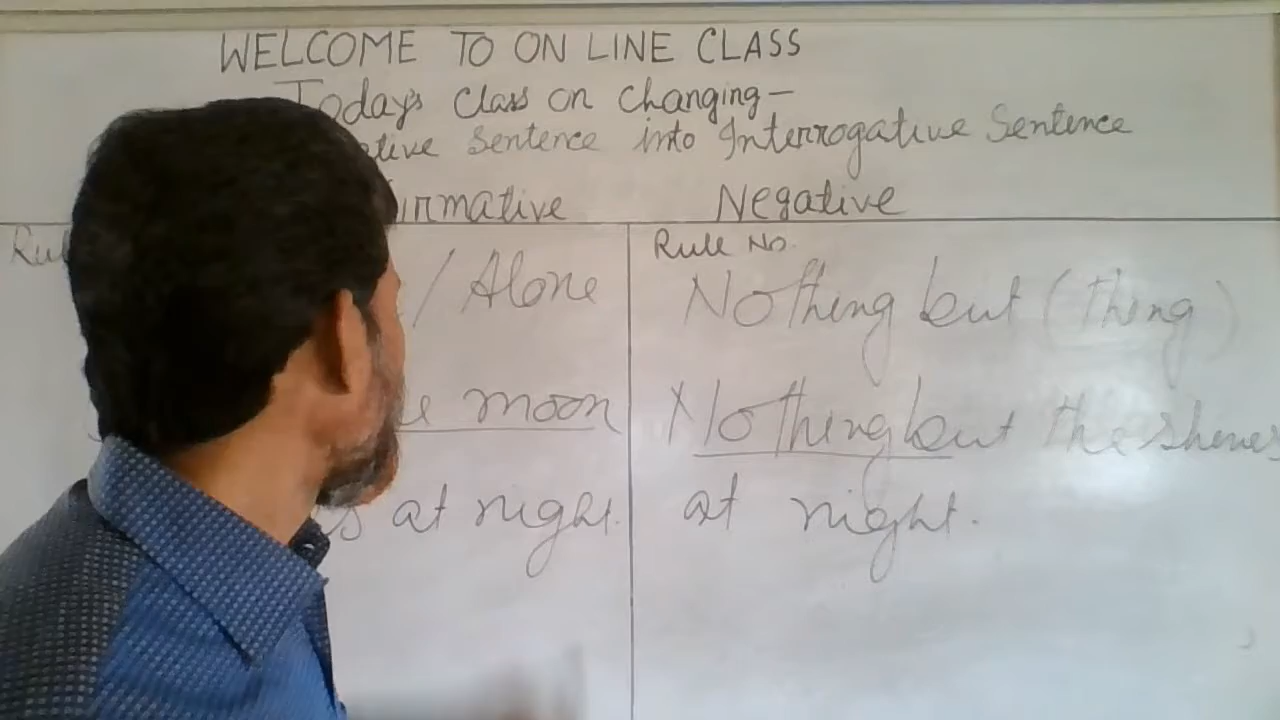 WELCOME TO ON LINE CLASS
Today's Class on Changing-
ative Sentence into Interrogative Sentence
irmative Negative
Rul
/ Alone
e moon
s at night.
Rule No.
Nothing but (thing)
Nothing but the shines
at night.